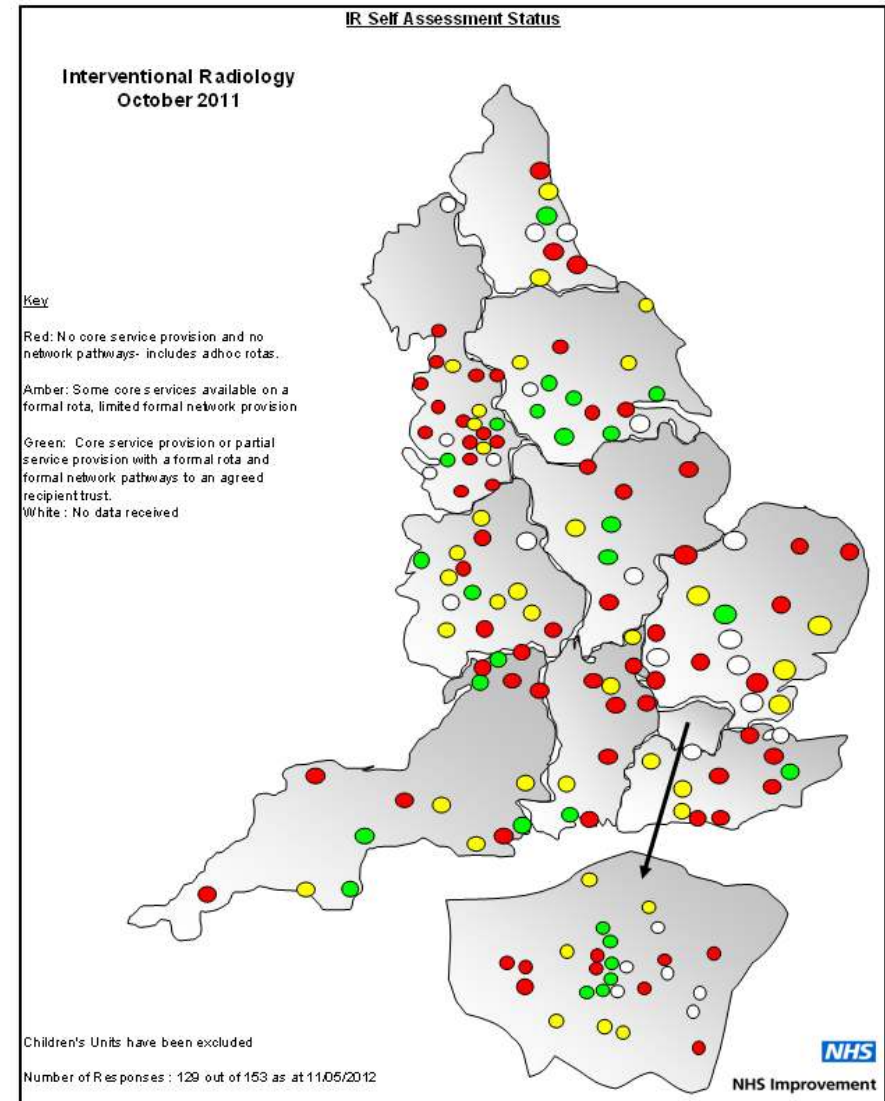 IR Self Assessment Status
Interventional Radiology
October 2011
Key
Red: No core service provision and no
network pathways- includes adhoc rotas.
Amber: Some core services available on a
formal rota, limited formal network provision
Green: Core service provision or partial
service provision with a formal rota and
formal network pathways to an agreed
recipient trust.
White : No data received
Children's Units have been excluded
Number of Responses : 129 out of 153 as at 11/05/2012
NHS
NHS Improvement